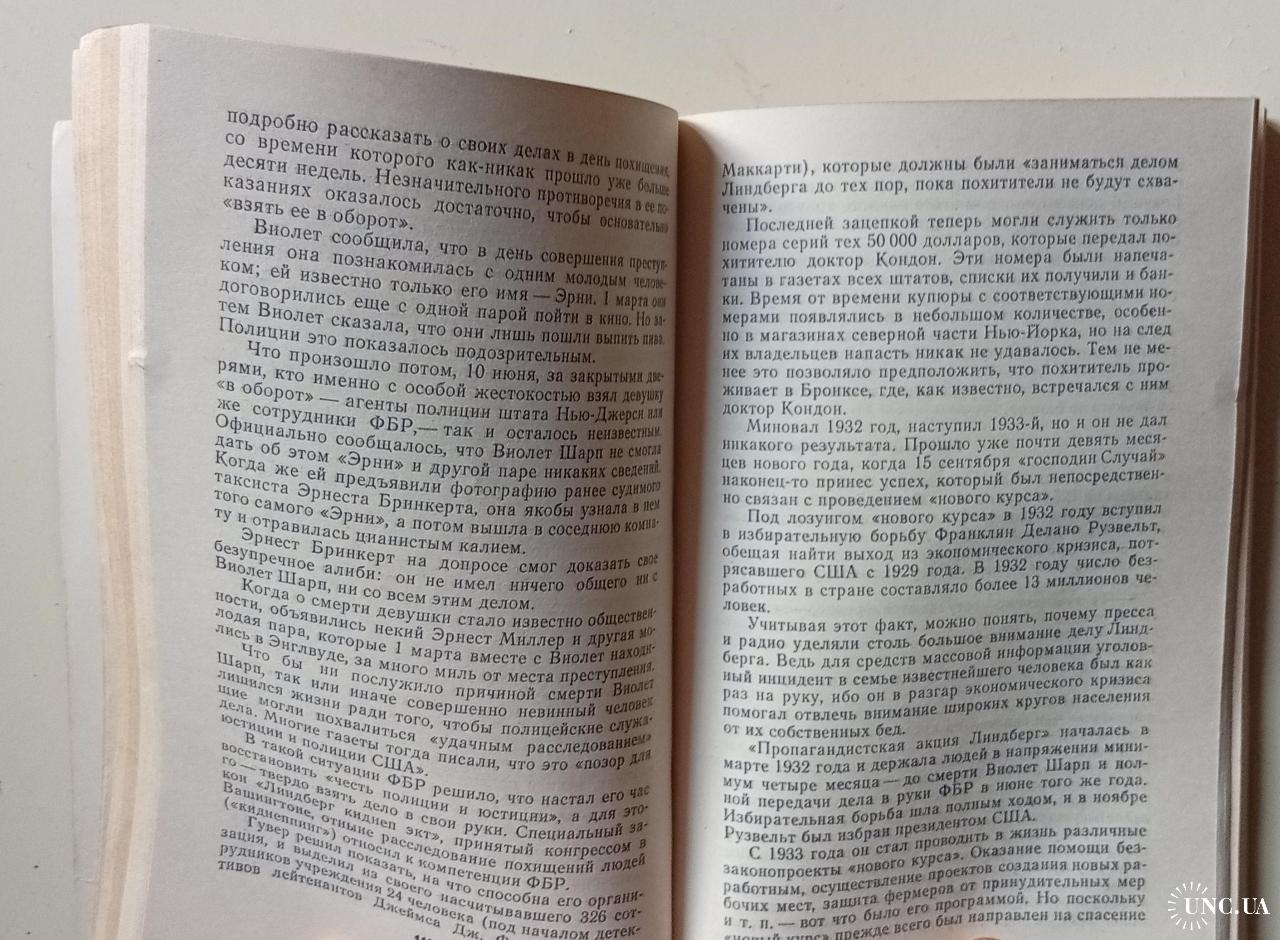 подробно рассказать о своих делах в день похищения,
со времени которого как-никак прошло уже больше
десяти недель. Незначительного противоречия в ее по-
казаниях оказалось достаточно, чтобы основательно
«взять ее в оборот».
Виолет сообщила, что в день совершения преступ-
ления она познакомилась с одним молодым челове-
ком; ей известно только его имя — Эрни. 1 марта они
договорились еще с одной парой пойти в кино. Но за-
тем Виолет сказала, что они лишь пошли выпить пива.
Полиции это показалось подозрительным.
Что произошло потом, 10 июня, за закрытыми две-
рями, кто именно с особой жестокостью взял девушку
«в оборот» — агенты полиции штата Нью-Джерси или
же сотрудники ФБР,— так и осталось неизвестным.
Официально сообщалось, что Виолет Шарп не смогла
дать об этом «Эрни» и другой паре никаких сведений.
Когда же ей предъявили фотографию ранее судимого
таксиста Эрнеста Бринкерта, она якобы узнала в нем
того самого «Эрни», а потом вышла в соседнюю комна-
ту и отравилась цианистым калием.
Эрнест Бринкерт на допросе смог доказать свое
безупречное алиби: он не имел ничего общего ни с
Виолет Шарп, ни со всем этим делом.
Когда о смерти девушки стало известно обществен-
ности, объявились некий Эрнест Миллер и другая мо-
лодая пара, которые 1 марта вместе с Виолет находи-
лись в Энглвуде, за много миль от места преступления.
Что бы ни послужило причиной смерти Виолет
Шарп, так или иначе совершенно невинный человек
лишился жизни ради того, чтобы полицейские служа-
щие могли похвалиться «удачным расследованием»
дела. Многие газеты тогда писали, что это «позор для
юстиции и полиции США».
В такой ситуации ФБР решило, что настал его час
восстановить «честь полиции и юстиции», а для это-
го — твердо взять дело в свои руки. Специальный за-
кон «Линдберг киднеп экт», принятый конгрессом в
Вашингтоне, отныне расследование похищений людей
(«киднеппинг») относил к компетенции ФБР.
Гувер решил показать, на что способна его органи-
зация, и выделил из своего насчитывавшего 326 сот-
рудников учреждения 24 человека (под началом детек-
тивов лейтенантов Джеймса Дж.
Маккарти), которые должны были «заниматься делом
Линдберга до тех пор, пока похитители не будут схва-
чены».
Последней зацепкой теперь могли служить только
номера серий тех 50 000 долларов, которые передал по-
хитителю доктор Кондон. Эти номера были напеча-
таны в газетах всех штатов, списки их получили и бан-
ки. Время от времени купюры с соответствующими но-
мерами появлялись в небольшом количестве, особен-
но в магазинах северной части Нью-Йорка, но на след
их владельцев напасть никак не удавалось. Тем не ме-
нее это позволяло предположить, что похититель про-
живает в Бронксе, где, как известно, встречался с ним
доктор Кондон.
Миновал 1932 год, наступил 1933-й, но и он не дал
никакого результата. Прошло уже почти девять меся-
цев нового года, когда 15 сентября «господин Случай»
наконец-то принес успех, который был непосредствен-
но связан с проведением «нового курса».
Под лозунгом «нового курса» в 1932 году вступил
в избирательную борьбу Франклин Делано Рузвельт,
обещая найти выход из экономического кризиса, пот-
рясавшего США с 1929 года. В 1932 году число без-
работных в стране составляло более 13 миллионов че-
ловек.
Учитывая этот факт, можно понять, почему пресса
и радио уделяли столь большое внимание делу Линд-
берга. Ведь для средств массовой информации уголов-
ный инцидент в семье известнейшего человека был как
раз на руку, ибо он в разгар экономического кризиса
помогал отвлечь внимание широких кругов населения
от их собственных бед.
«Пропагандистская акция Линдберг» началась в
марте 1932 года и держала людей в напряжении мини-
мум четыре месяца — до смерти Виолет Шарп и пол-
ной передачи дела в руки ФБР в июне того же года.
Избирательная борьба шла полным ходом, и в ноябре
Рузвельт был избран президентом США.
С 1933 года он стал проводить в жизнь различные
законопроекты «нового курса». Оказание помощи без-
работным, осуществление проектов создания новых ра-
бочих мест, защита фермеров от принудительных мер
и т. п. — вот что было его программой. Но поскольку
«новый курс» прежде всего был направлен на спасение
UNC.UA